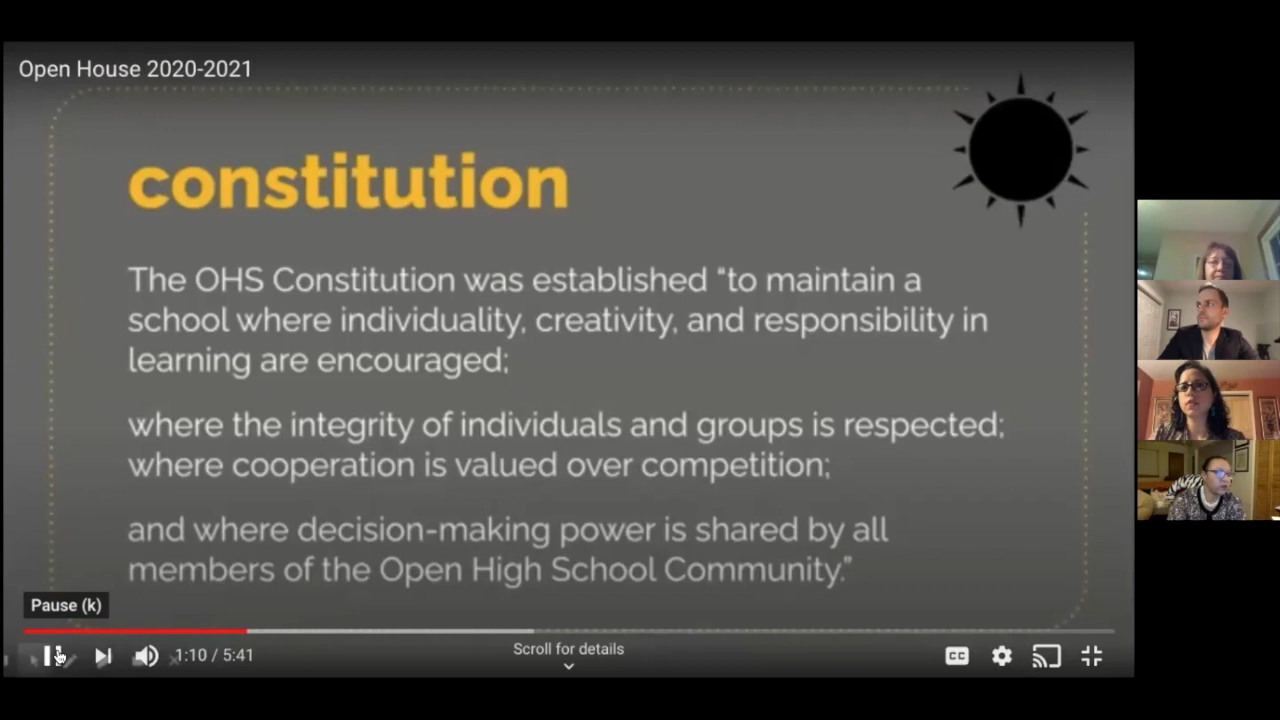 Open House 2020-2021
constitution
The OHS Constitution was established “to maintain a
school where individuality, creativity, and responsibility in
learning are encouraged;
where the integrity of individuals and groups is respected;
where cooperation is valued over competition;
and where decision-making power is shared by all
members of the Open High School Community.”
Pause (k)
1:10 / 5:41
Scroll for details
CC